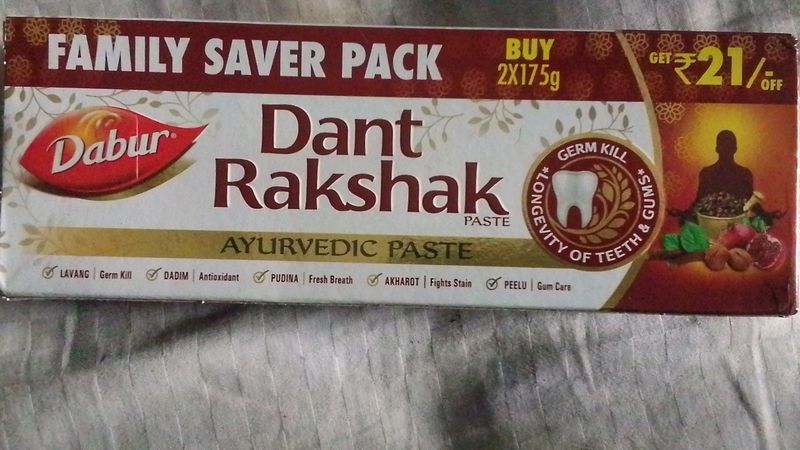 FAMILY SAVER PACK
BUY
2X175g
GET ₹21/- OFF
Dabur®
Dant
Rakshak
PASTE
AYURVEDIC PASTE
GERM KILL
*LONGEVITY OF TEETH & GUMS*
LAVANG | Germ Kill DADIM | Antioxidant PUDINA | Fresh Breath AKHAROT | Fights Stain PEELU | Gum Care